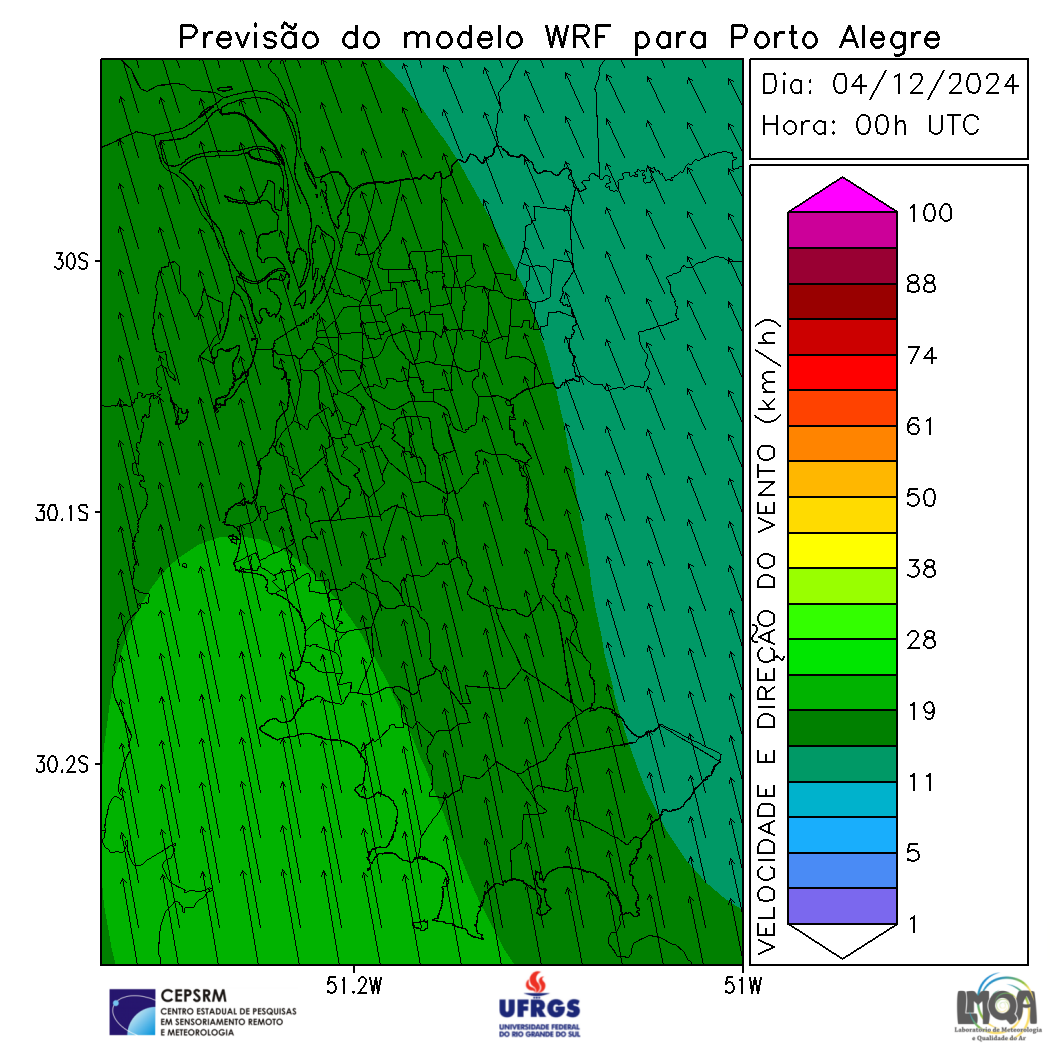 Previsão do modelo WRF para Porto Alegre
Dia: 04/12/2024
Hora: 00h UTC
30S
30.1S
30.2S
51.2W
51W
VELOCIDADE E DIREÇÃO DO VENTO (km/h)
100
88
74
61
50
38
28
19
11
5
1
CEPSRM
CENTRO ESTADUAL DE PESQUISAS
EM SENSORIAMENTO REMOTO
E METEOROLOGIA
UFRGS
UNIVERSIDADE FEDERAL
DO RIO GRANDE DO SUL
LMQA
Laboratório de Meteorologia
e Qualidade do Ar